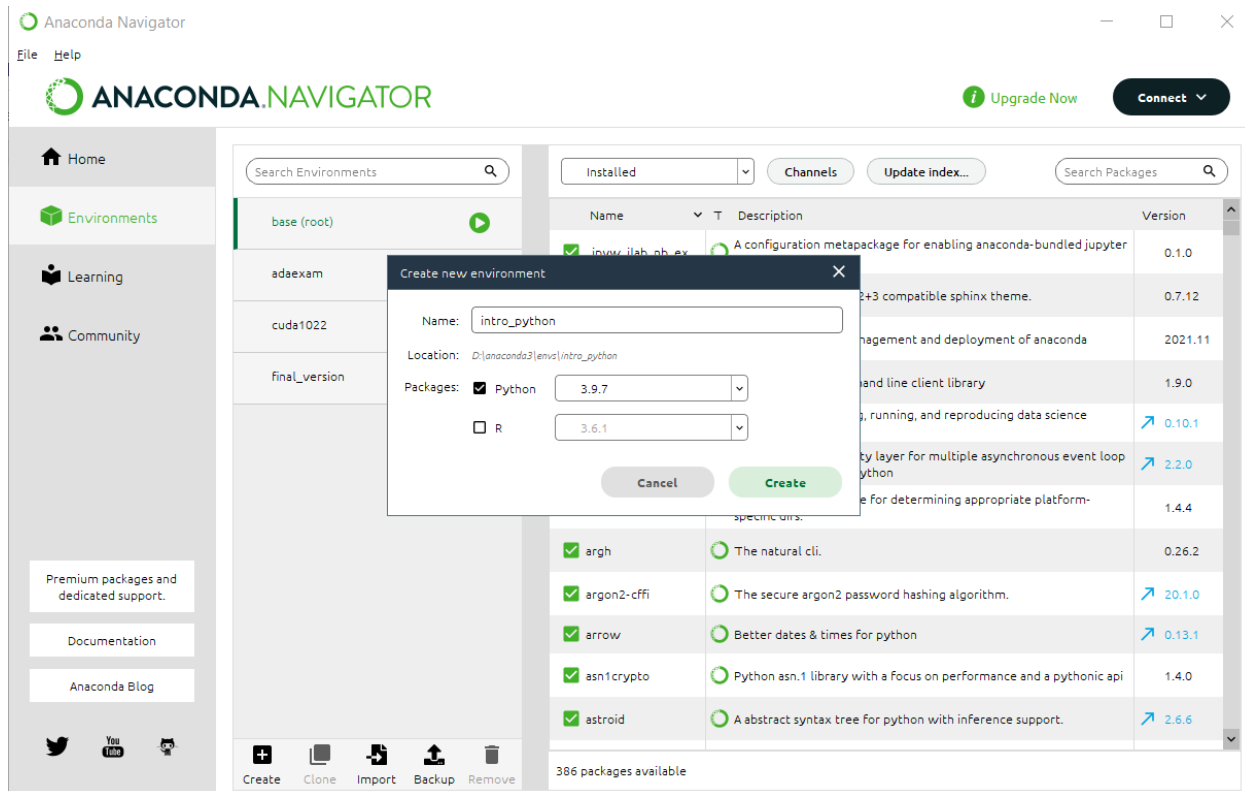 Anaconda Navigator
File Help
ANACONDA.NAVIGATOR
i Upgrade Now
Connect
Home
Environments
Learning
Community
Premium packages and
dedicated support.
Documentation
Anaconda Blog
You
Tube
Search Environments
base (root)
adaexam
cuda1022
final_version
Create Clone Import Backup Remove
Create new environment
Name: intro_python
Location: D:\anaconda3\envs\intro_python
Packages: Python 3.9.7
R 3.6.1
Cancel Create
Installed Channels Update index... Search Packages
Name T Description Version
A configuration metapackage for enabling anaconda-bundled jupyter
0.1.0
2+3 compatible sphinx theme. 0.7.12
nagement and deployment of anaconda 2021.11
and line client library 1.9.0
g, running, and reproducing data science
0.10.1
ty layer for multiple asynchronous event loop
ython
2.2.0
e for determining appropriate platform-
specific dirs.
1.4.4
argh The natural cli. 0.26.2
argon2-cffi The secure argon2 password hashing algorithm. 20.1.0
arrow Better dates & times for python 0.13.1
asn1crypto Python asn.1 library with a focus on performance and a pythonic api 1.4.0
astroid A abstract syntax tree for python with inference support. 2.6.6
386 packages available